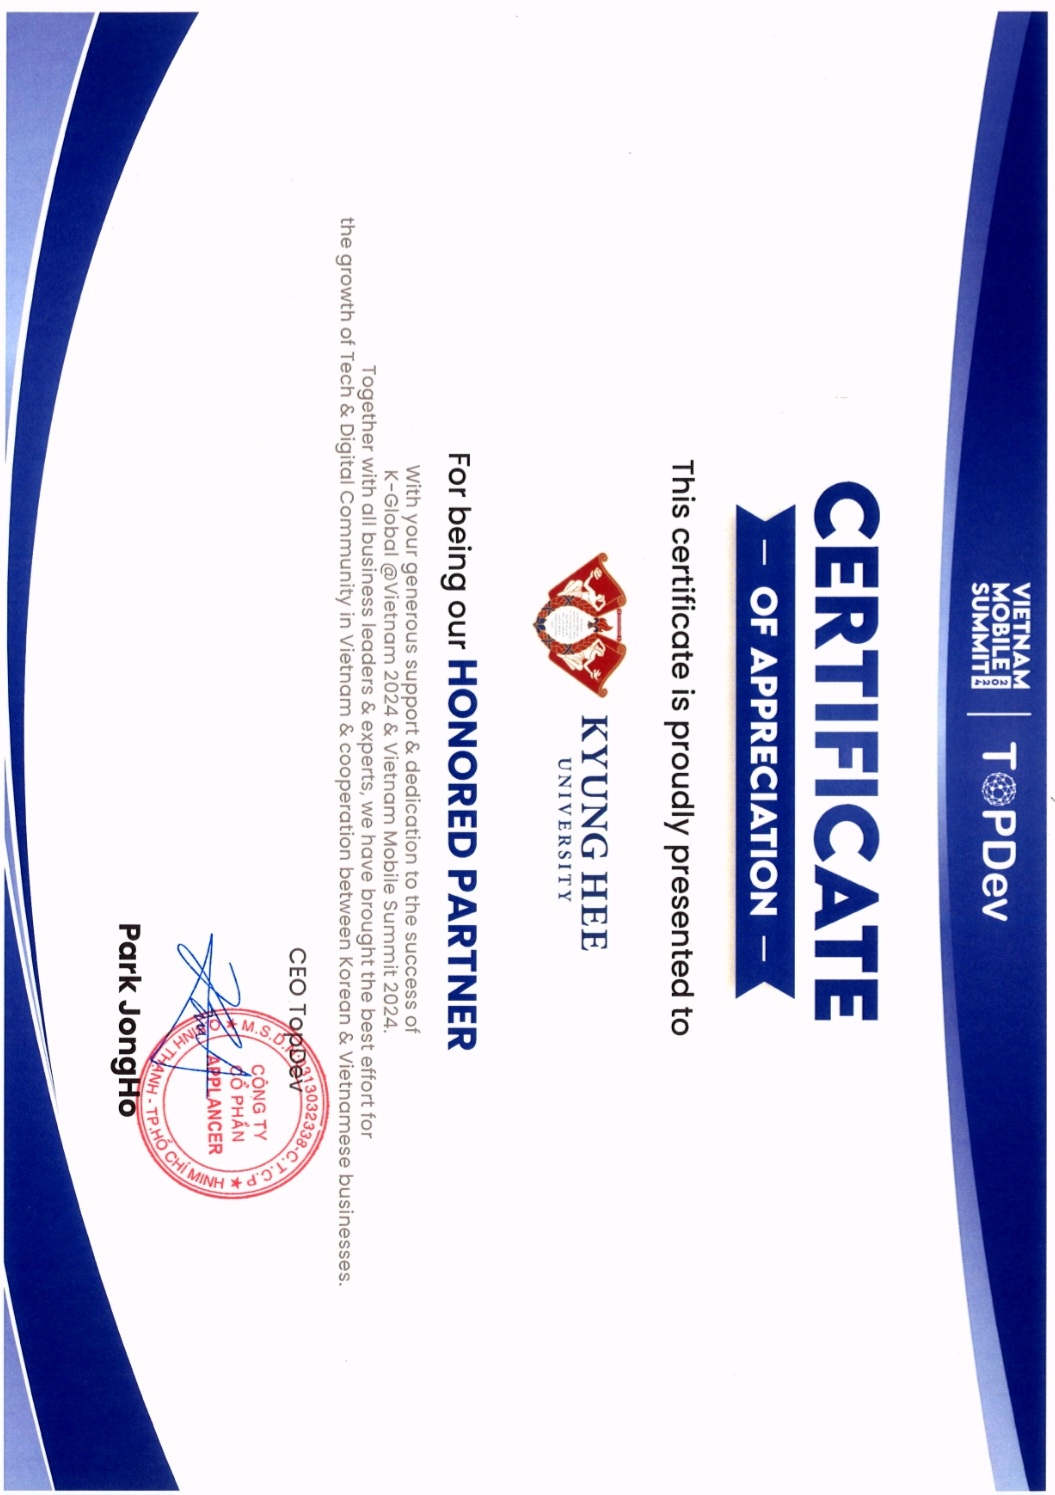 VIETNAM
MOBILE
SUMMIT 2024
TOPDev
CERTIFICATE
— OF APPRECIATION —
This certificate is proudly presented to
KYUNG HEE
UNIVERSITY
For being our HONORED PARTNER
With your generous support & dedication to the success of
K-Global @Vietnam 2024 & Vietnam Mobile Summit 2024.
Together with all business leaders & experts, we have brought the best effort for
the growth of Tech & Digital Community in Vietnam & cooperation between Korean & Vietnamese businesses.
CEO TopDev
M.S.D.N 0313032338-C.T.C.P
CÔNG TY
CỔ PHẦN
APPLANCER
THẠNH - TP.HỒ CHÍ MINH
Park JongHo